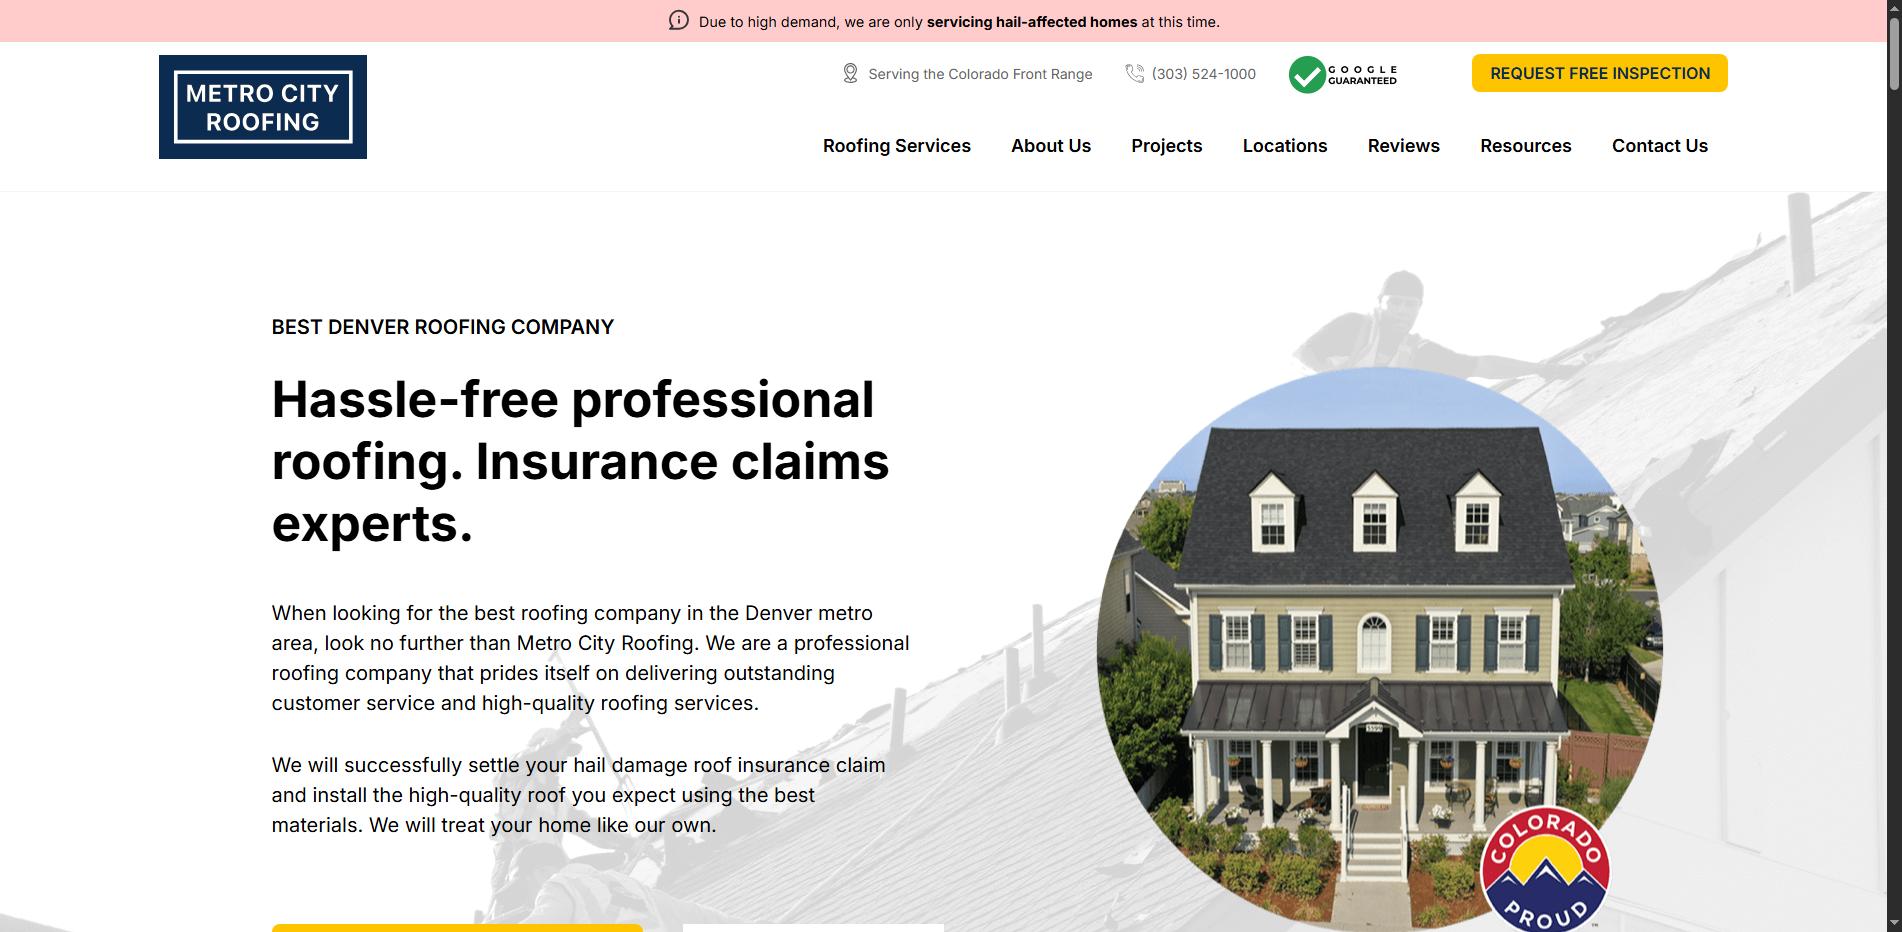 Due to high demand, we are only servicing hail-affected homes at this time.
METRO CITY
ROOFING
Serving the Colorado Front Range
(303) 524-1000
GOOGLE
GUARANTEED
REQUEST FREE INSPECTION
Roofing Services
About Us
Projects
Locations
Reviews
Resources
Contact Us
BEST DENVER ROOFING COMPANY
Hassle-free professional
roofing. Insurance claims
experts.
When looking for the best roofing company in the Denver metro
area, look no further than Metro City Roofing. We are a professional
roofing company that prides itself on delivering outstanding
customer service and high-quality roofing services.
We will successfully settle your hail damage roof insurance claim
and install the high-quality roof you expect using the best
materials. We will treat your home like our own.
COLORADO
PROUD